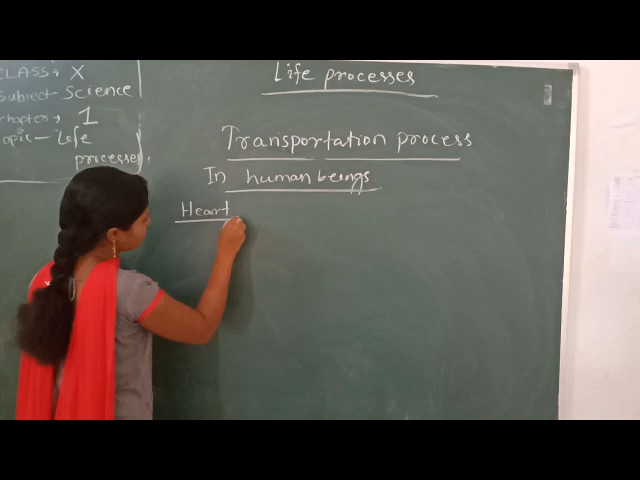 CLASS: X
Subject- Science
Chapter, 1
Topic - Life
processes.
Life processes
Transportation process
In human beings
Heart